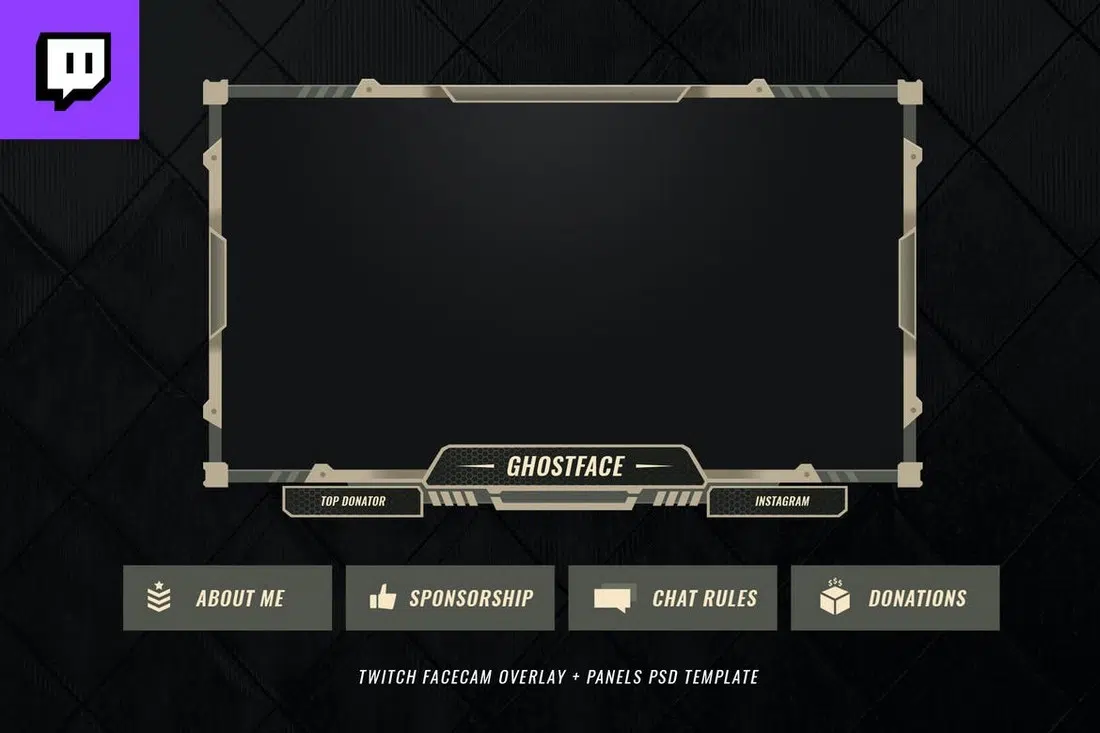 GHOSTFACE
TOP DONATOR
INSTAGRAM
ABOUT ME
SPONSORSHIP
CHAT RULES
$$$
DONATIONS
TWITCH FACECAM OVERLAY + PANELS PSD TEMPLATE